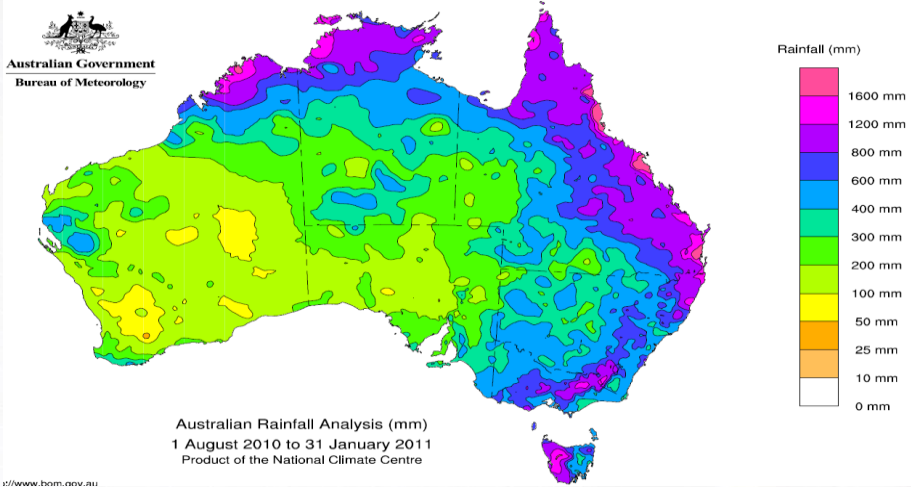 Australian Government
Bureau of Meteorology
Rainfall (mm)
1600 mm
1200 mm
800 mm
600 mm
400 mm
300 mm
200 mm
100 mm
50 mm
25 mm
10 mm
0 mm
Australian Rainfall Analysis (mm)
1 August 2010 to 31 January 2011
Product of the National Climate Centre
://www.bom.gov.au